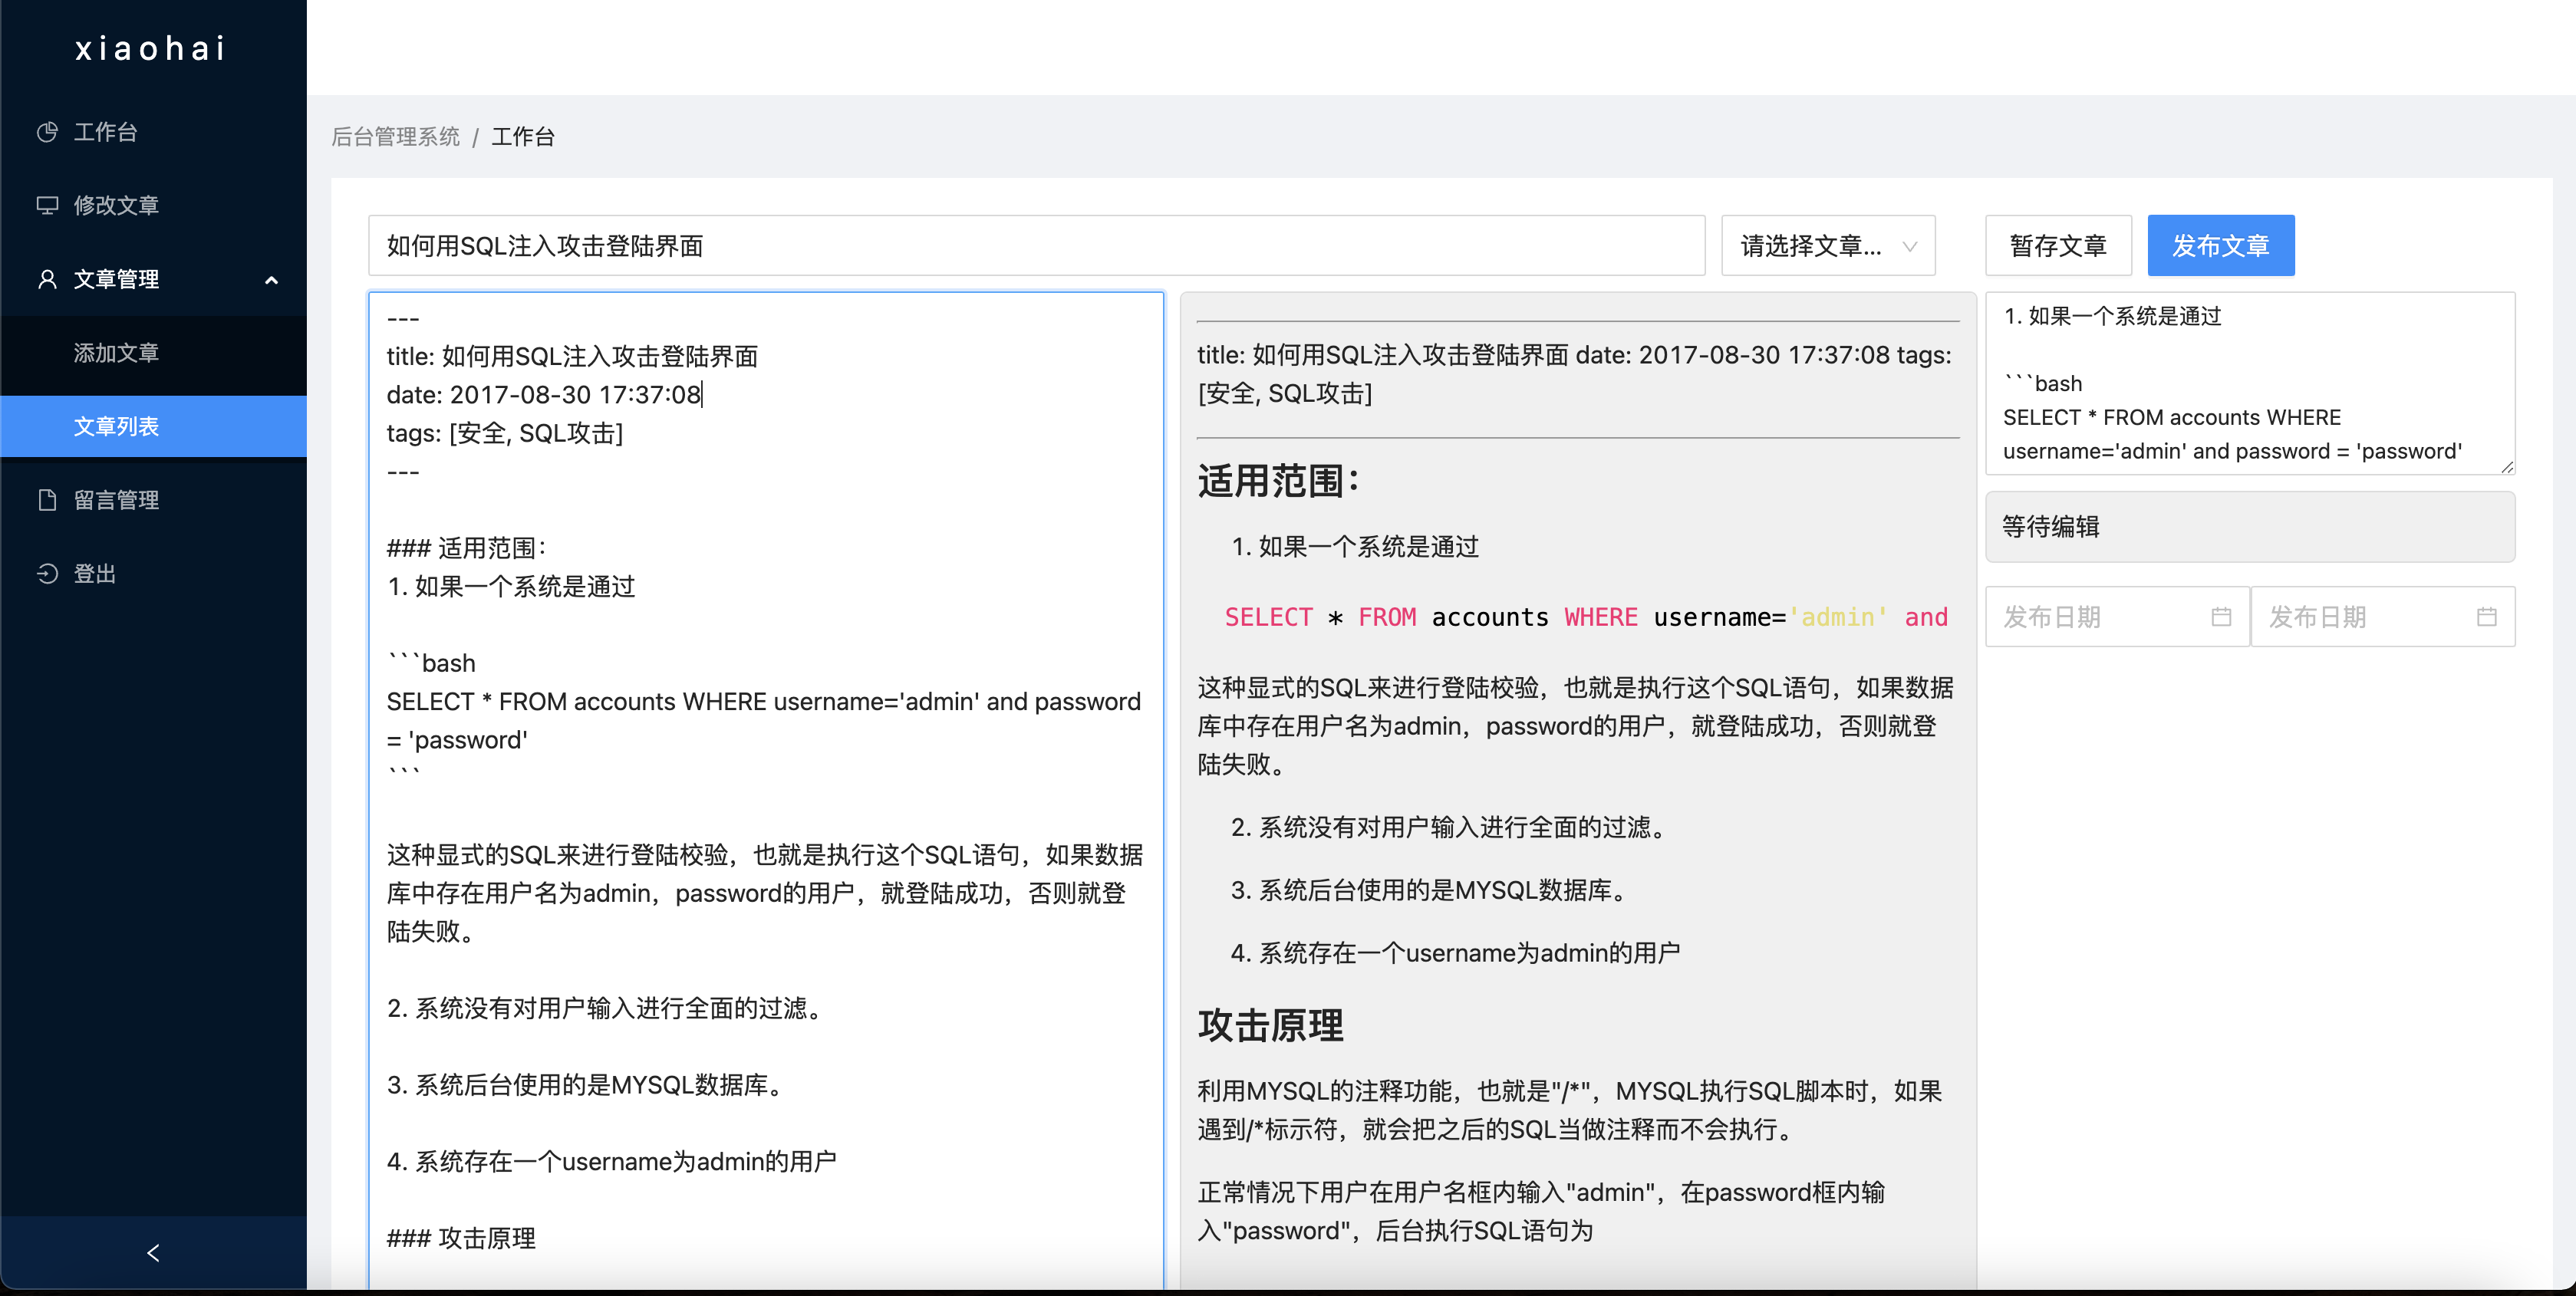 xiaohai
工作台
修改文章
文章管理
添加文章
文章列表
留言管理
登出
后台管理系统 / 工作台
如何用SQL注入攻击登陆界面
请选择文章...
暂存文章
发布文章
---
title: 如何用SQL注入攻击登陆界面
date: 2017-08-30 17:37:08
tags: [安全, SQL攻击]
---
### 适用范围：
1. 如果一个系统是通过
```bash
SELECT * FROM accounts WHERE username='admin' and password
= 'password'
```
这种显式的SQL来进行登陆校验，也就是执行这个SQL语句，如果数据
库中存在用户名为admin，password的用户，就登陆成功，否则就登
陆失败。
2. 系统没有对用户输入进行全面的过滤。
3. 系统后台使用的是MYSQL数据库。
4. 系统存在一个username为admin的用户
### 攻击原理
title: 如何用SQL注入攻击登陆界面 date: 2017-08-30 17:37:08 tags:
[安全, SQL攻击]
适用范围：
1. 如果一个系统是通过
SELECT * FROM accounts WHERE username='admin' and
这种显式的SQL来进行登陆校验，也就是执行这个SQL语句，如果数据
库中存在用户名为admin，password的用户，就登陆成功，否则就登
陆失败。
2. 系统没有对用户输入进行全面的过滤。
3. 系统后台使用的是MYSQL数据库。
4. 系统存在一个username为admin的用户
攻击原理
利用MYSQL的注释功能，也就是"/*"，MYSQL执行SQL脚本时，如果
遇到/*标示符，就会把之后的SQL当做注释而不会执行。
正常情况下用户在用户名框内输入"admin"，在password框内输
入"password"，后台执行SQL语句为
1. 如果一个系统是通过
```bash
SELECT * FROM accounts WHERE
username='admin' and password = 'password'
等待编辑
发布日期
发布日期